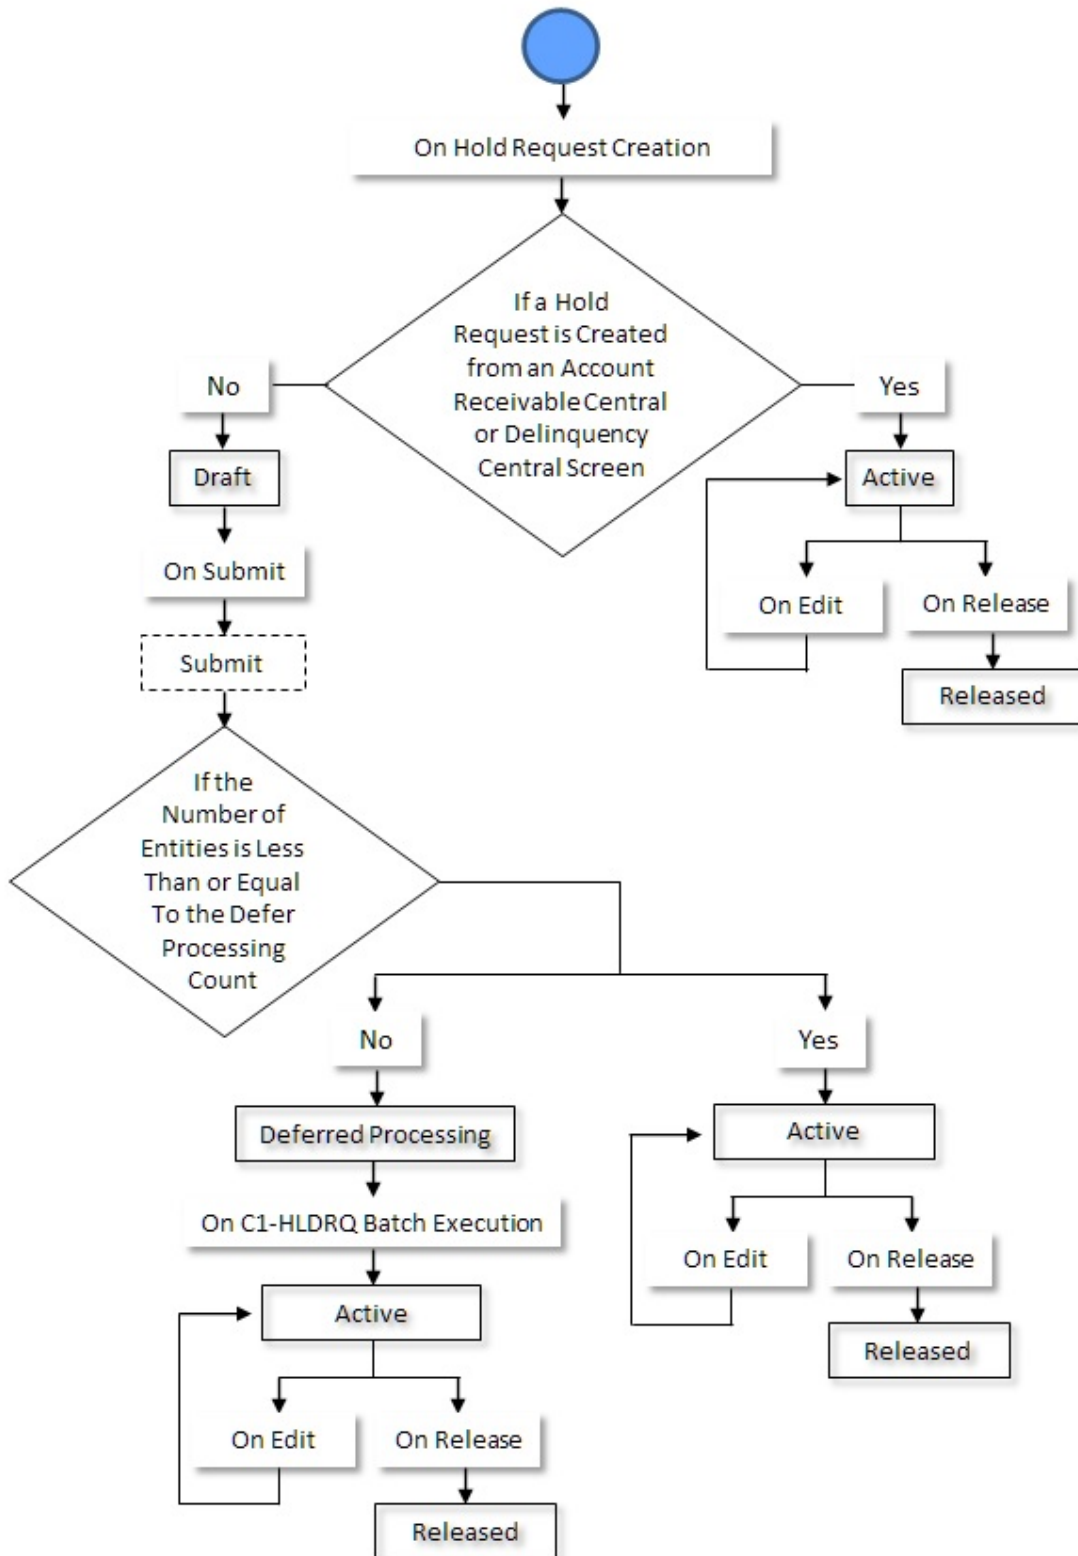 On Hold Request Creation
If a Hold
Request is Created
from an Account
Receivable Central
or Delinquency
Central Screen
No
Yes
Draft
Active
On Submit
On Edit
On Release
Submit
Released
If the
Number of
Entities is Less
Than or Equal
To the Defer
Processing
Count
No
Yes
Deferred Processing
Active
On C1-HLDRQ Batch Execution
On Edit
On Release
Active
Released
On Edit
On Release
Released